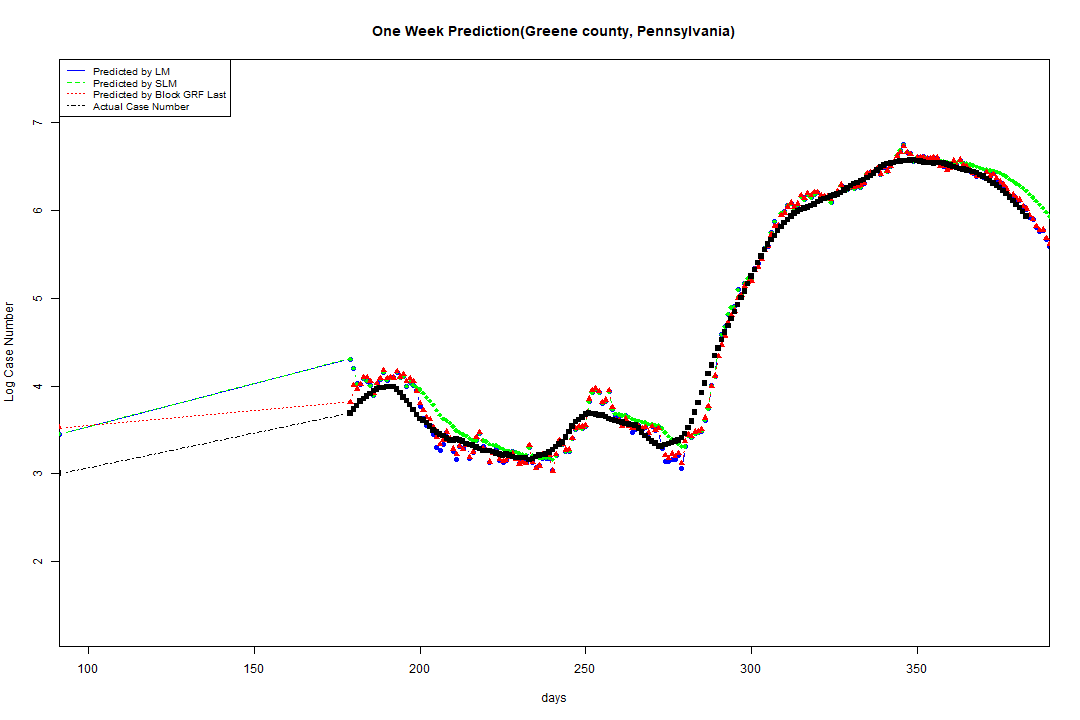 One Week Prediction(Greene county, Pennsylvania)
Predicted by LM
Predicted by SLM
Predicted by Block GRF Last
Actual Case Number
7
6
5
4
3
2
Log Case Number
100 150 200 250 300 350
days